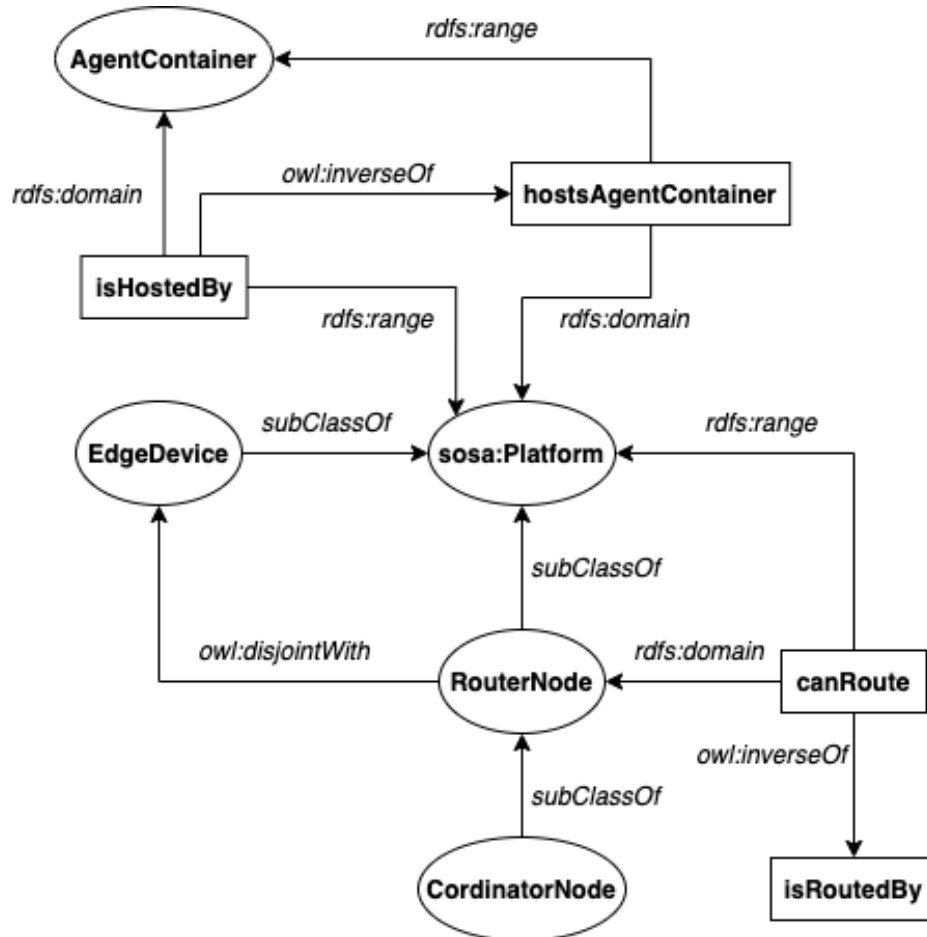 rdfs:range
AgentContainer
owl:inverseOf
rdfs:domain
hostsAgentContainer
isHostedBy
rdfs:range
rdfs:domain
subClassOf
rdfs:range
EdgeDevice
sosa:Platform
subClassOf
owl:disjointWith
rdfs:domain
RouterNode
canRoute
owl:inverseOf
subClassOf
CordinatorNode
isRoutedBy